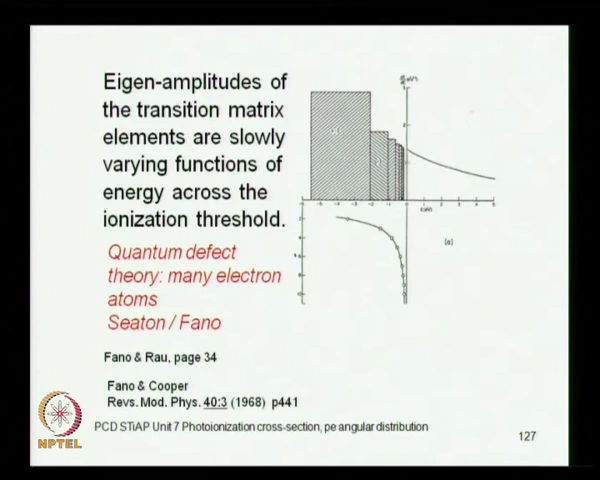 Eigen-amplitudes of
the transition matrix
elements are slowly
varying functions of
energy across the
ionization threshold.
Quantum defect
theory: many electron
atoms
Seaton / Fano
Fano & Rau, page 34
Fano & Cooper
Revs. Mod. Phys. 40:3 (1968) p441
(a)
NPTEL
PCD STiAP Unit 7 Photoionization cross-section, pe angular distribution
127